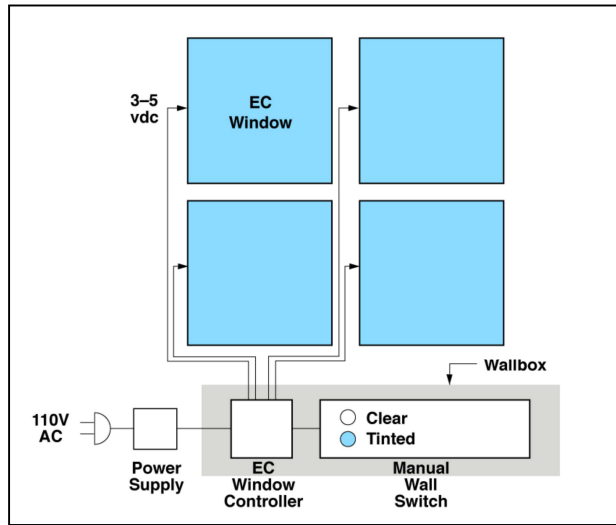 3–5
vdc
EC
Window
Wallbox
110V
AC
Clear
Tinted
Power
Supply
EC
Window
Controller
Manual
Wall
Switch